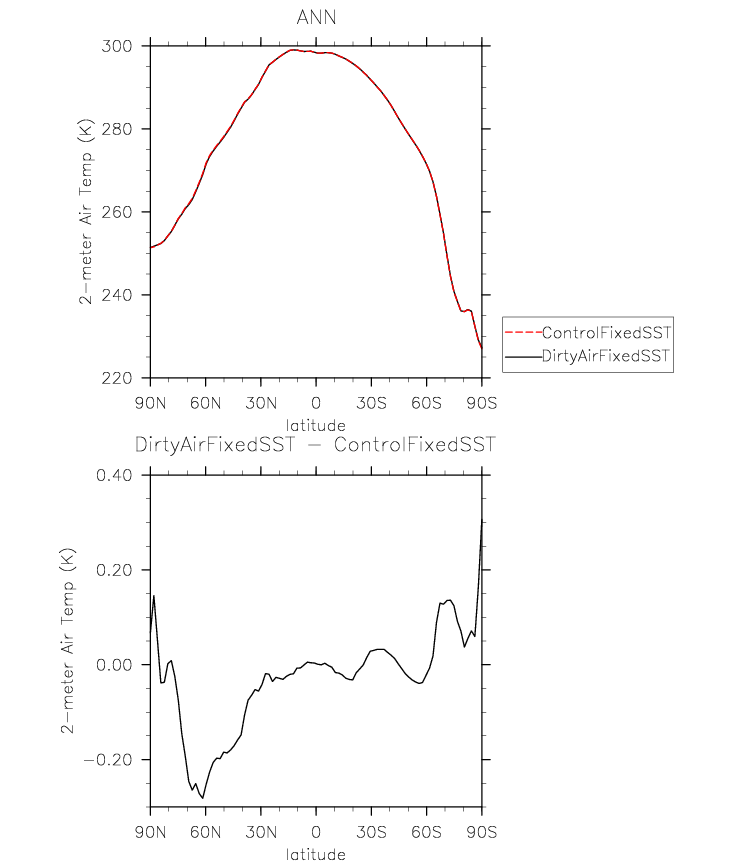 ANN
300
280
260
240
220
2-meter Air Temp (K)
90N 60N 30N 0 30S 60S 90S
latitude
ControlFixedSST
DirtyAirFixedSST
DirtyAirFixedSST - ControlFixedSST
0.40
0.20
0.00
-0.20
2-meter Air Temp (K)
90N 60N 30N 0 30S 60S 90S
latitude